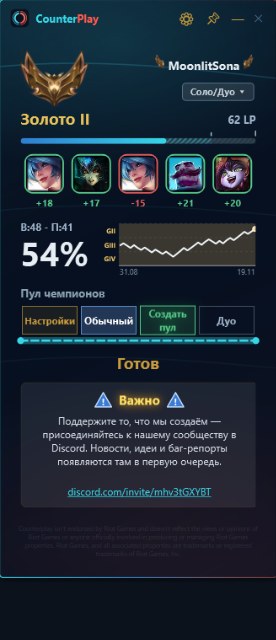 CounterPlay
MoonlitSona
Соло/Дуо
Золото II
62 LP
+18 +17 -15 +21 +20
В:48 - П:41
54%
GII
GIII
GIV
31.08 19.11
Пул чемпионов
Настройки
Обычный
Создать
пул
Дуо
Готов
Важно
Поддержите то, что мы создаём —
присоединяйтесь к нашему сообществу в
Discord. Новости, идеи и баг-репорты
появляются там в первую очередь.
discord.com/invite/mhv3tGXYBT